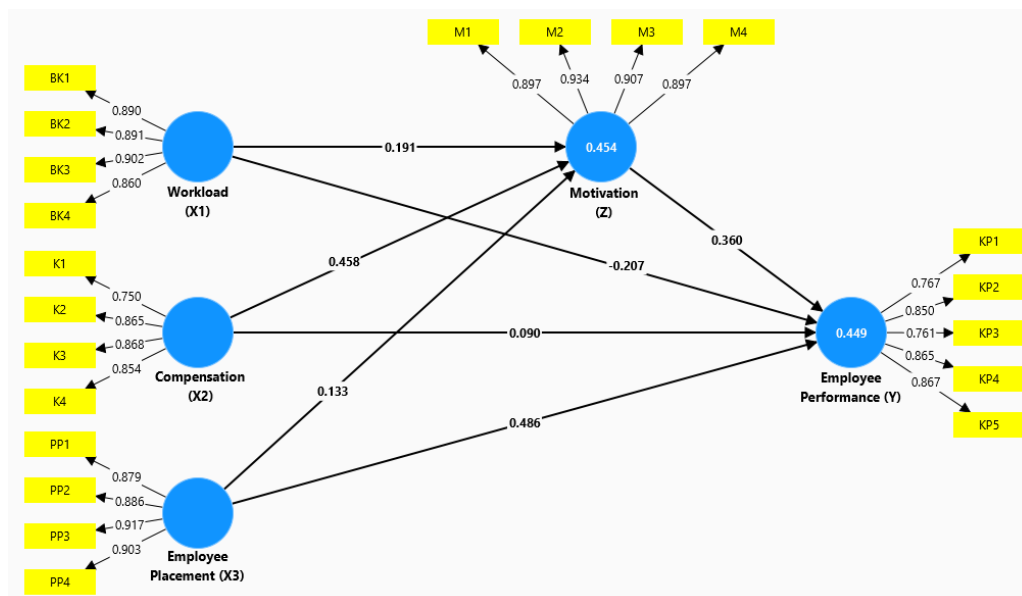 M1
M2
M3
M4
0.897
0.934
0.907
0.897
0.454
Motivation
(Z)
BK1
BK2
BK3
BK4
0.890
0.891
0.902
0.860
Workload
(X1)
0.191
-0.207
0.360
K1
K2
K3
K4
0.750
0.865
0.868
0.854
Compensation
(X2)
0.458
0.090
PP1
PP2
PP3
PP4
0.879
0.886
0.917
0.903
Employee
Placement (X3)
0.133
0.486
0.449
Employee
Performance (Y)
0.767
0.850
0.761
0.865
0.867
KP1
KP2
KP3
KP4
KP5